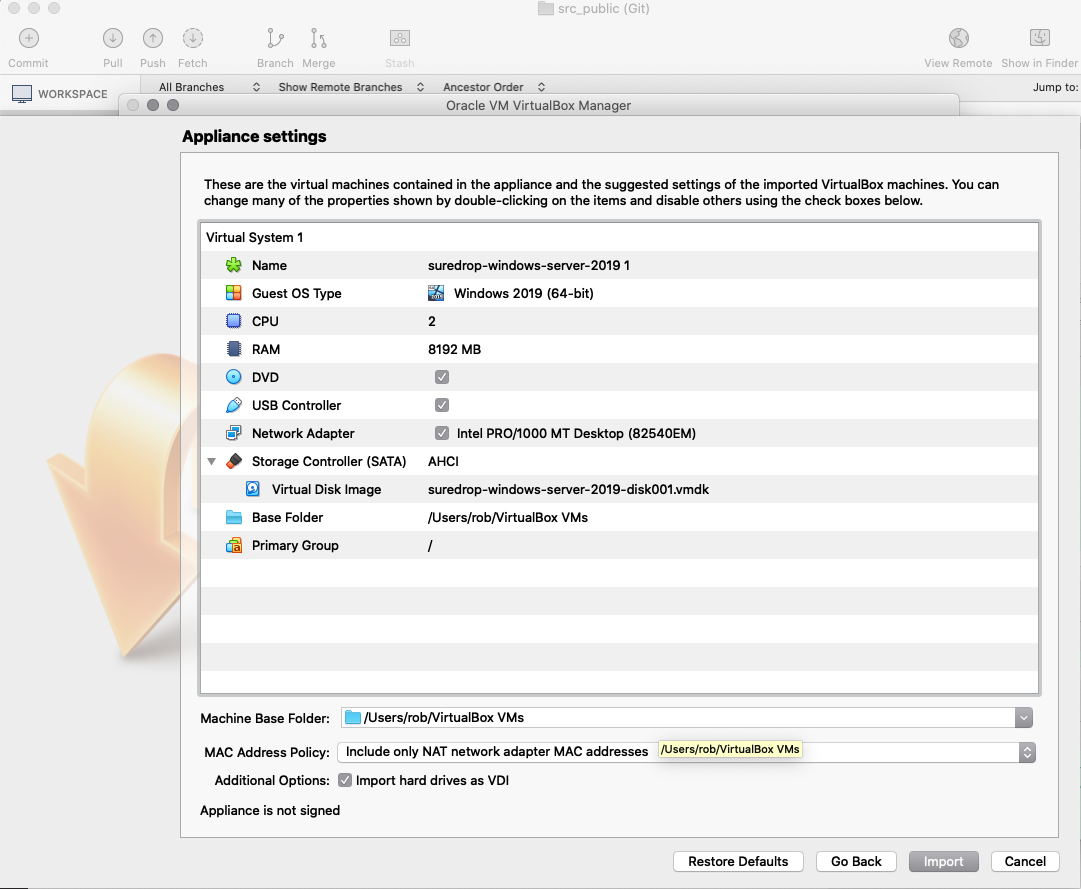 src_public (Git)
Commit Pull Push Fetch Branch Merge Stash View Remote Show in Finder
WORKSPACE All Branches Show Remote Branches Ancestor Order Jump to:
Oracle VM VirtualBox Manager
Appliance settings
These are the virtual machines contained in the appliance and the suggested settings of the imported VirtualBox machines. You can
change many of the properties shown by double-clicking on the items and disable others using the check boxes below.
Virtual System 1
Name suredrop-windows-server-2019 1
Guest OS Type Windows 2019 (64-bit)
CPU 2
RAM 8192 MB
DVD
USB Controller
Network Adapter Intel PRO/1000 MT Desktop (82540EM)
Storage Controller (SATA) AHCI
Virtual Disk Image suredrop-windows-server-2019-disk001.vmdk
Base Folder /Users/rob/VirtualBox VMs
Primary Group /
Machine Base Folder: /Users/rob/VirtualBox VMs
MAC Address Policy: Include only NAT network adapter MAC addresses /Users/rob/VirtualBox VMs
Additional Options: Import hard drives as VDI
Appliance is not signed
Restore Defaults Go Back Import Cancel